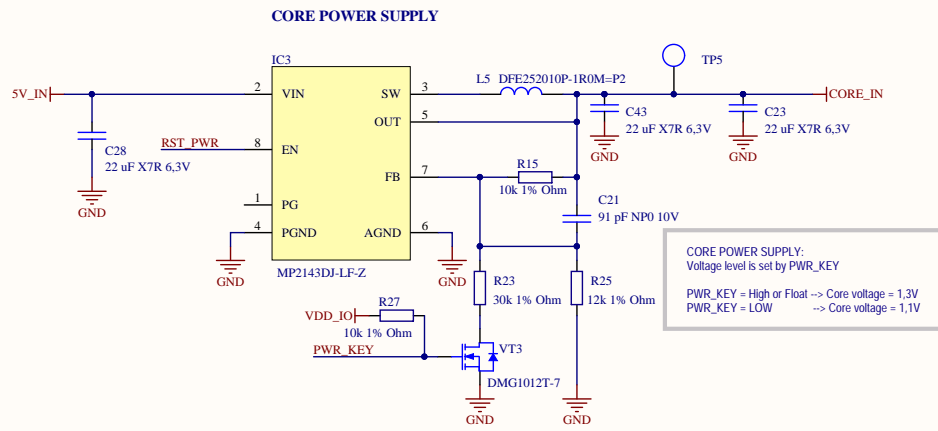 CORE POWER SUPPLY
IC3
5V_IN
2
VIN
SW
3
L5
DFE252010P-1R0M=P2
TP5
CORE_IN
OUT
5
C43
22 uF X7R 6,3V
GND
C23
22 uF X7R 6,3V
GND
C28
22 uF X7R 6,3V
GND
RST_PWR
8
EN
FB
7
R15
10k 1% Ohm
1
PG
C21
91 pF NP0 10V
4
PGND
AGND
6
GND
GND
MP2143DJ-LF-Z
R23
30k 1% Ohm
R25
12k 1% Ohm
VDD_IO
R27
10k 1% Ohm
PWR_KEY
VT3
DMG1012T-7
GND
GND
CORE POWER SUPPLY:
Voltage level is set by PWR_KEY
PWR_KEY = High or Float --> Core voltage = 1,3V
PWR_KEY = LOW --> Core voltage = 1,1V